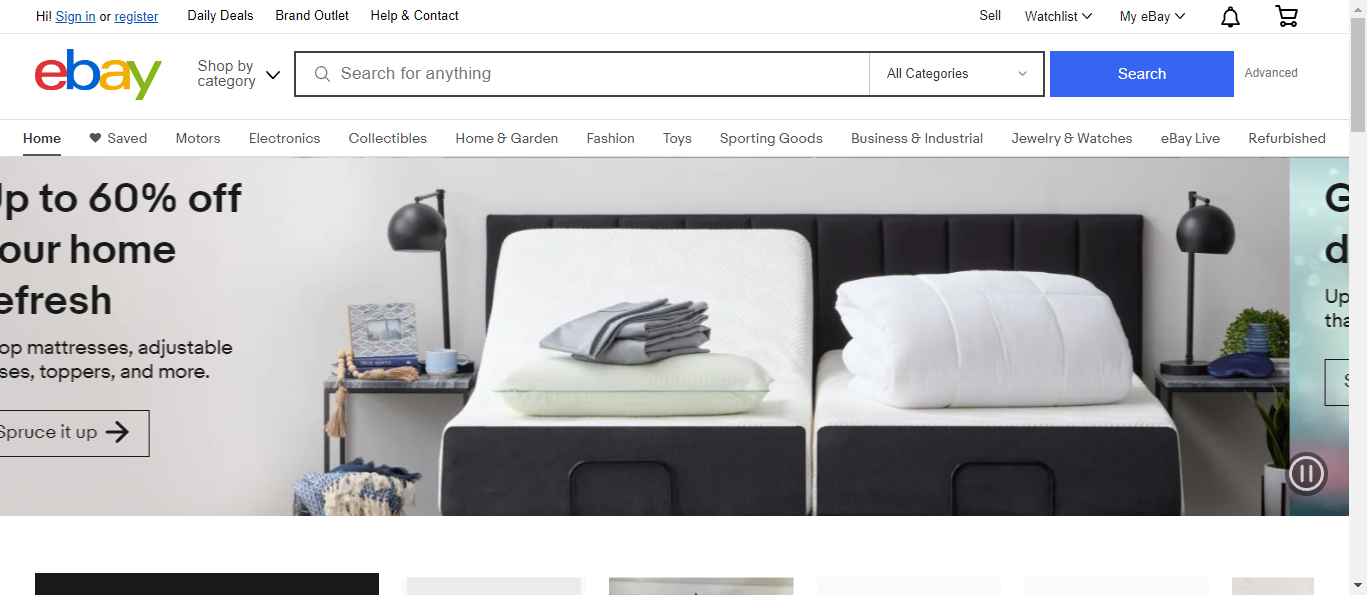 Hi! Sign in or register
Daily Deals
Brand Outlet
Help & Contact
Sell
Watchlist
My eBay
ebay
Shop by
category
Search for anything
All Categories
Search
Advanced
Home
Saved
Motors
Electronics
Collectibles
Home & Garden
Fashion
Toys
Sporting Goods
Business & Industrial
Jewelry & Watches
eBay Live
Refurbished
Up to 60% off
our home
efresh
op mattresses, adjustable
ses, toppers, and more.
Spruce it up
G
d
Up
tha
S